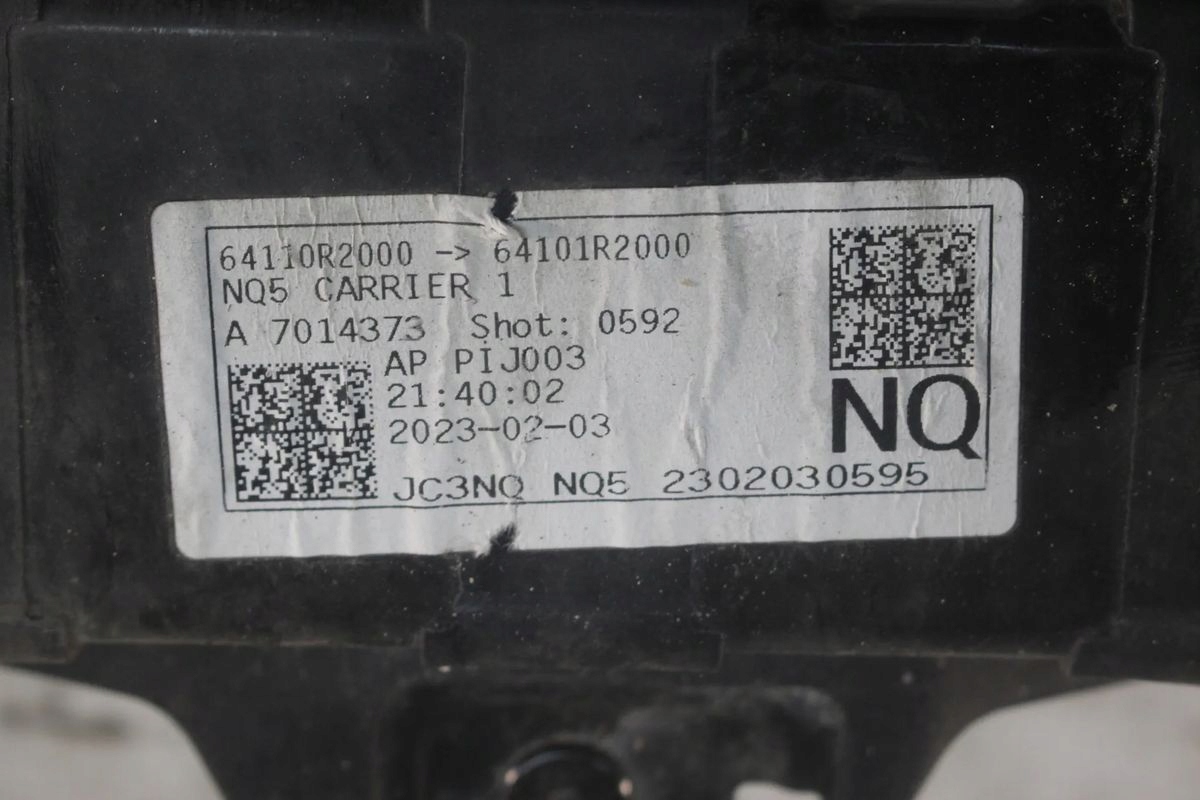 64110R2000 -> 64101R2000
NQ5 CARRIER 1
A 7014373 Shot: 0592
AP PIJ003
21:40:02
2023-02-03
NQ
JC3NQ NQ5 2302030595